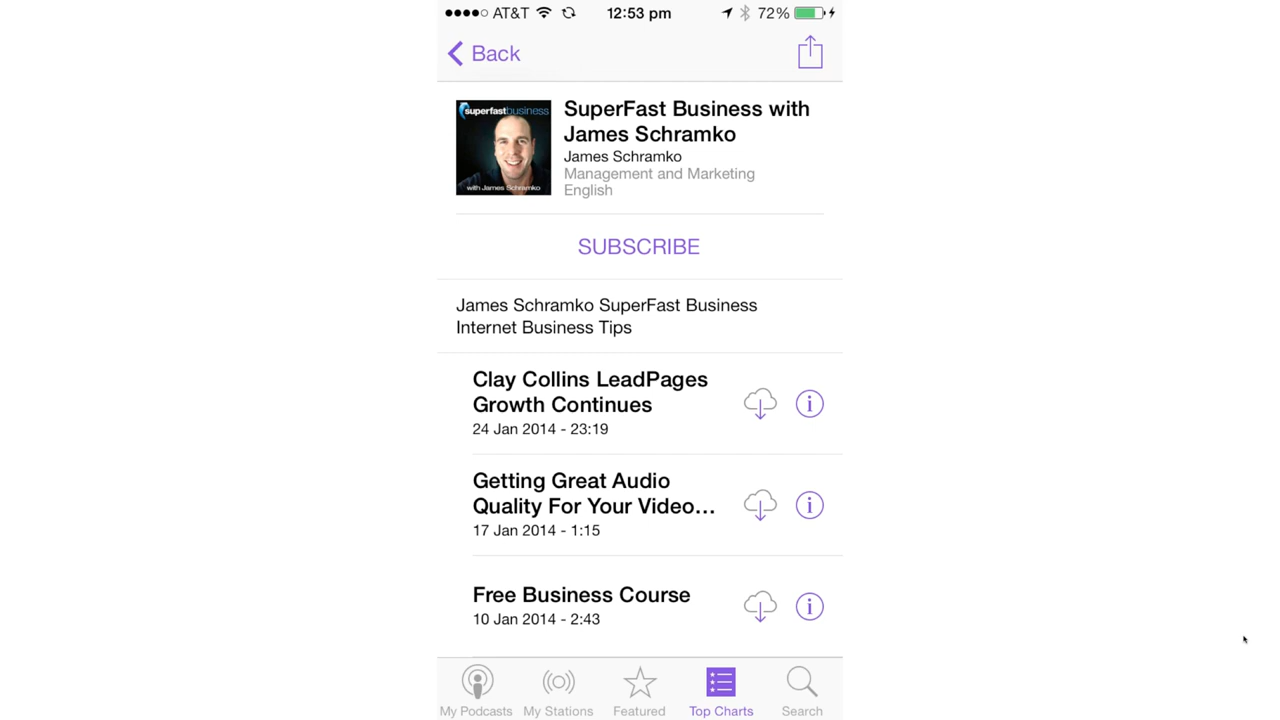 AT&T 12:53 pm 72%
Back
superfastbusiness
with James Schramko
SuperFast Business with
James Schramko
James Schramko
Management and Marketing
English
SUBSCRIBE
James Schramko SuperFast Business
Internet Business Tips
Clay Collins LeadPages
Growth Continues
24 Jan 2014 - 23:19
Getting Great Audio
Quality For Your Video...
17 Jan 2014 - 1:15
Free Business Course
10 Jan 2014 - 2:43
My Podcasts My Stations Featured Top Charts Search